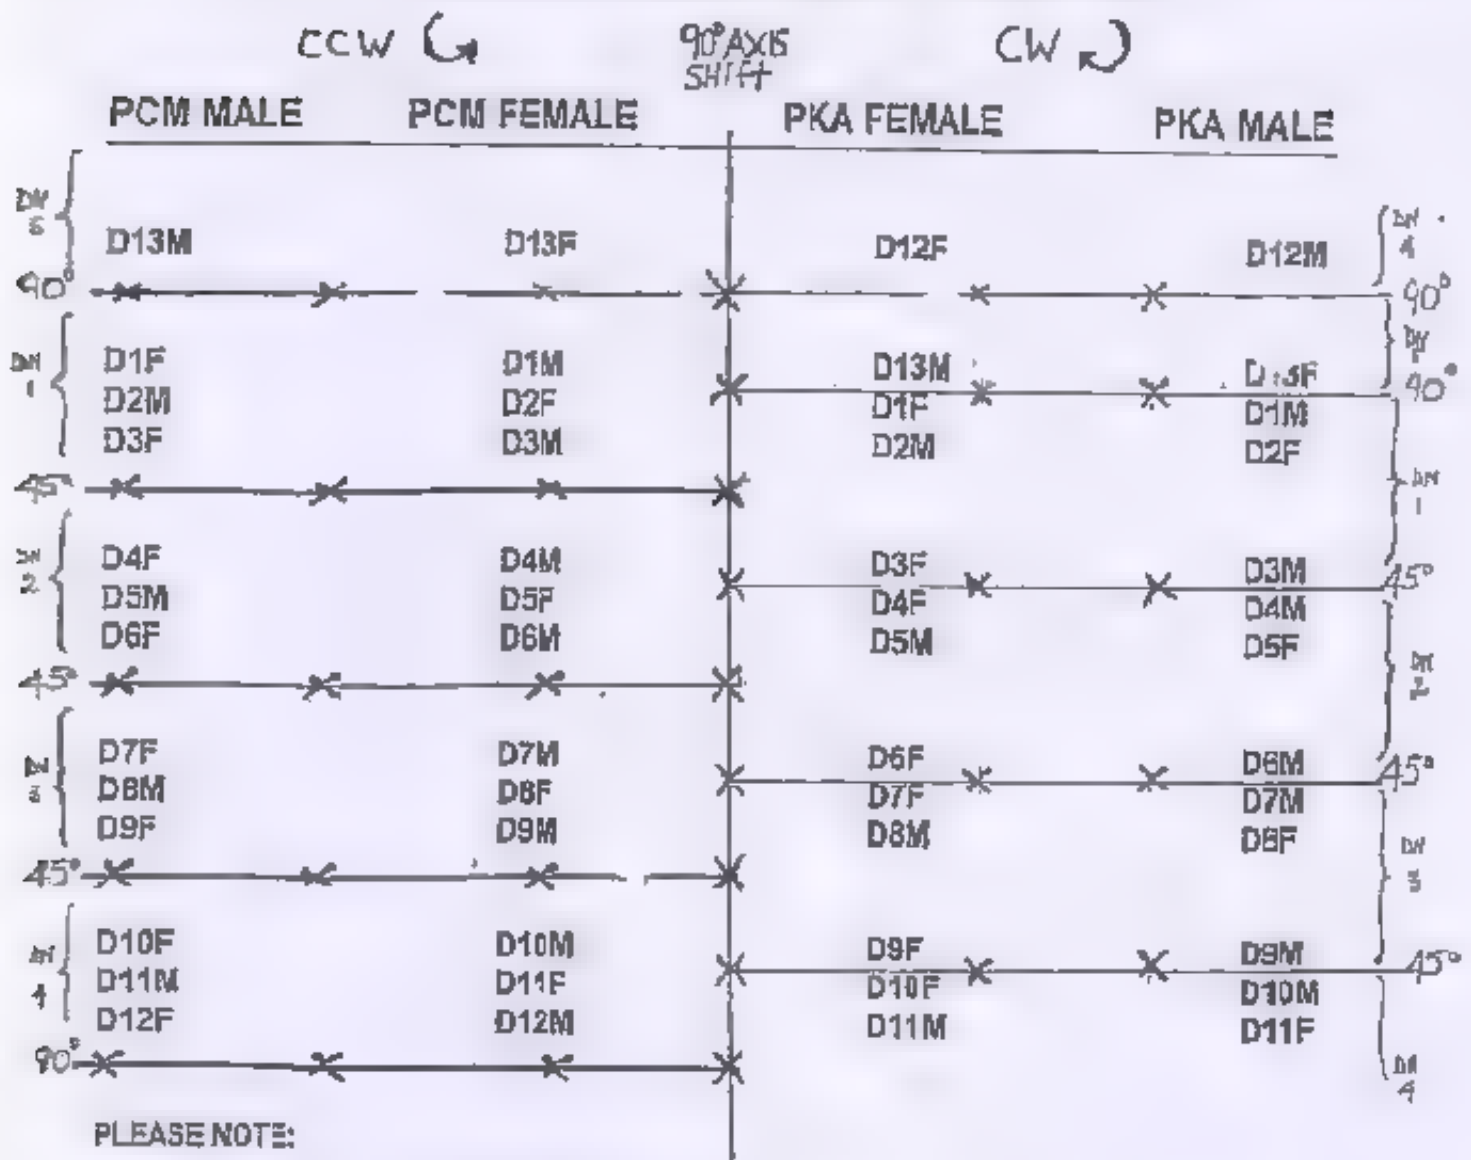 CCW 90° AXIS CW
SHIFT
PCM MALE PCM FEMALE PKA FEMALE PKA MALE
D13M D13F D12F D12M
90° 90°
D1F D1M D13M D13F
90°
D2M D2F D1F D1M
D3F D3M D2M D2F
45°
1
D4F D4M D3F D3M
45°
D5M D5F D4F D4M
2
D6F D6M D5M D5F
45°
D7F D7M D6F D6M
45°
D8M D8F D7F D7M
D9F D9M D8M D8F
45°
D10F D10M D9F D9M
45°
D11M D11F D10F D10M
4
D12F D12M D11M D11F
90°
PLEASE NOTE: